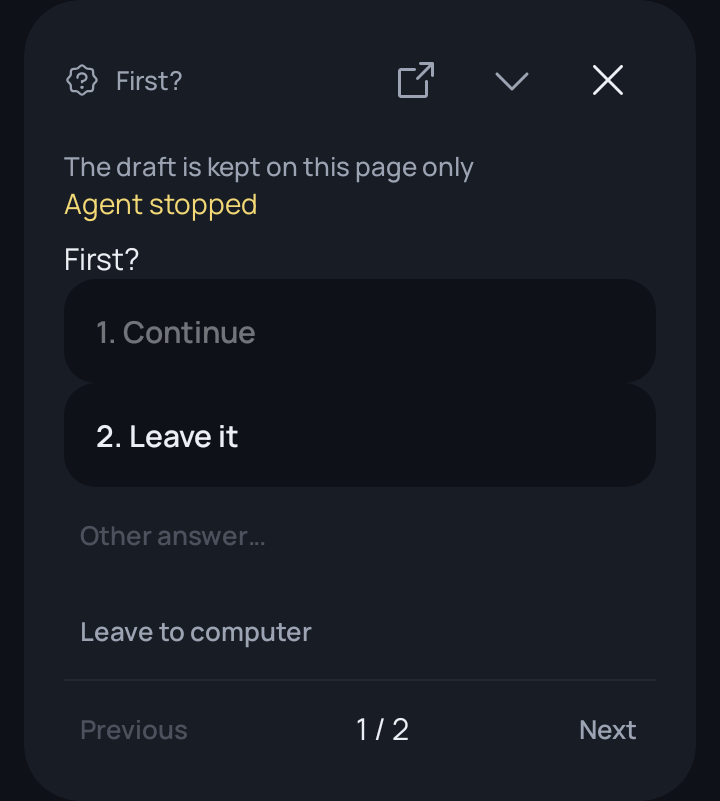 First?
The draft is kept on this page only
Agent stopped
First?
1. Continue
2. Leave it
Other answer...
Leave to computer
Previous 1 / 2 Next